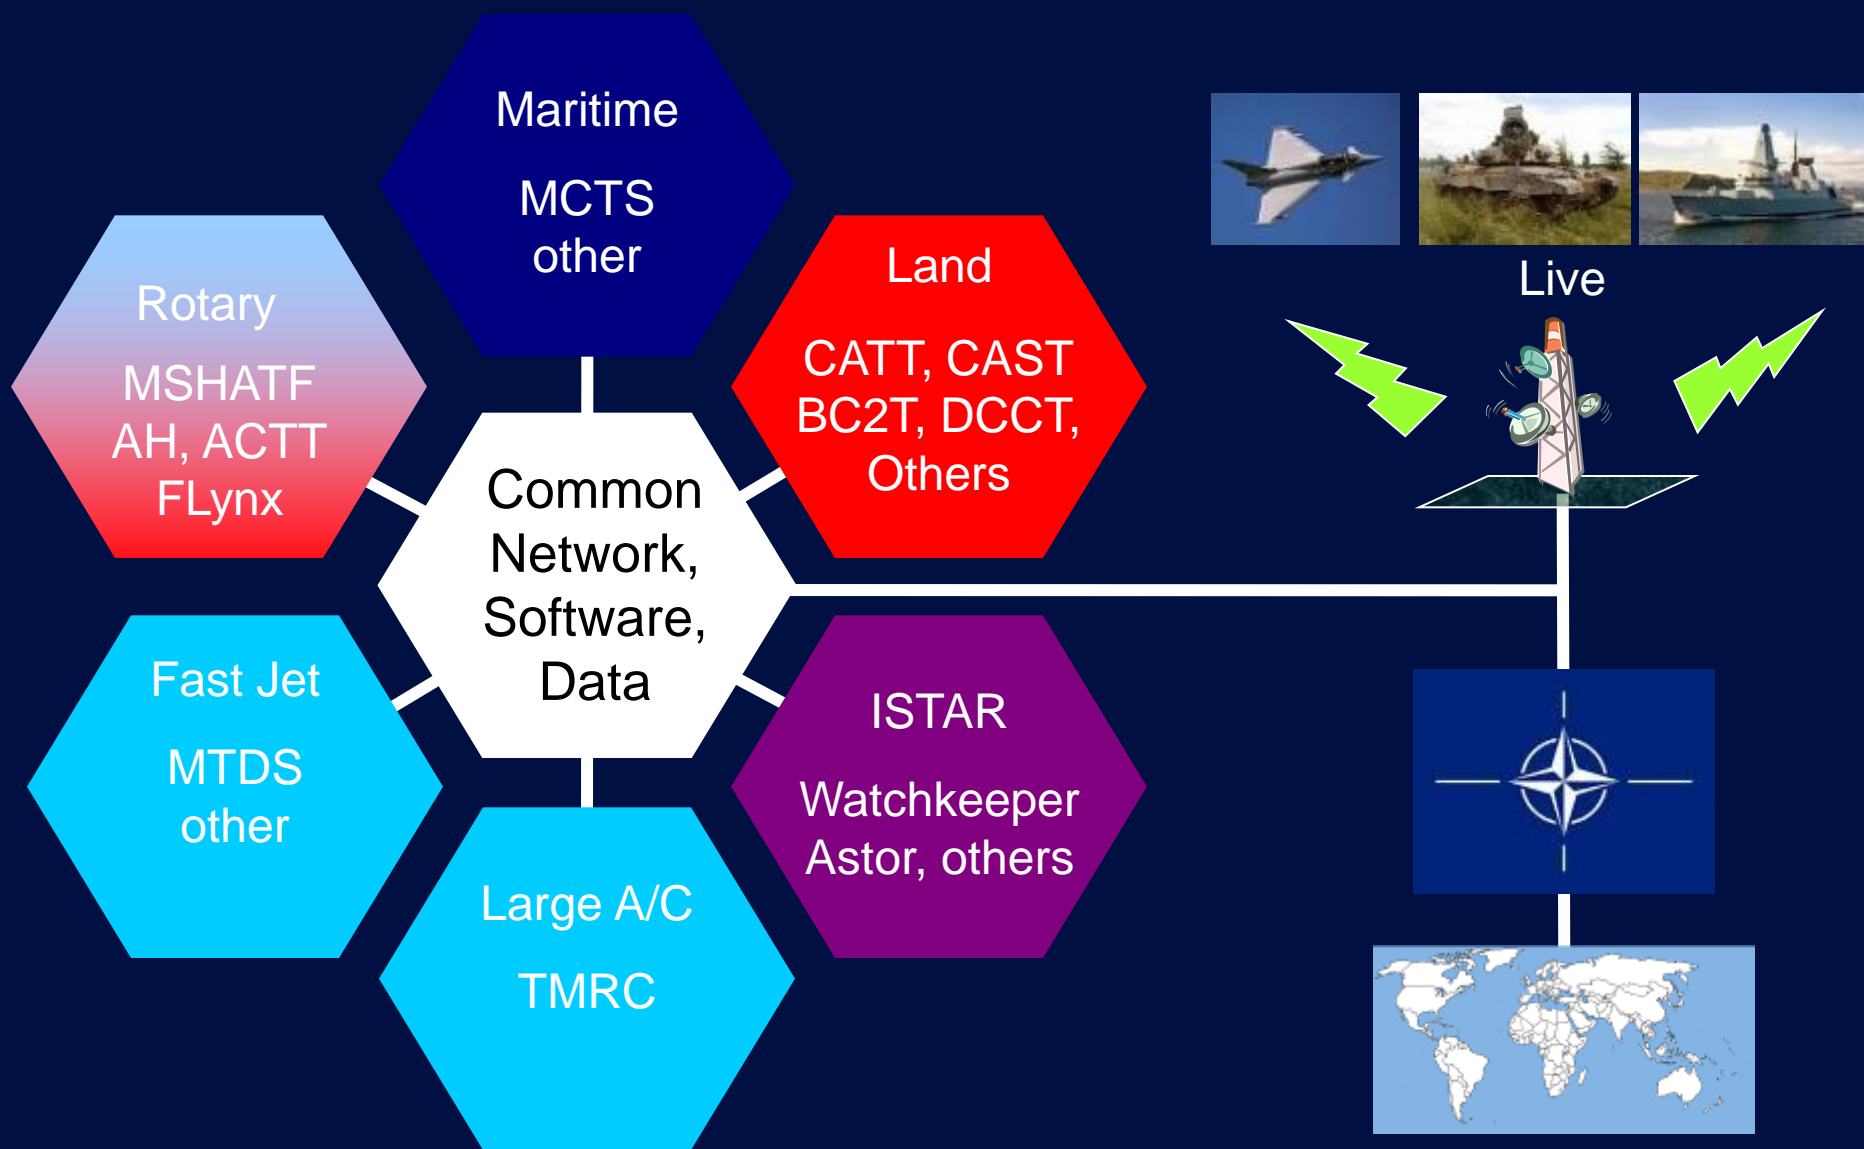 Maritime
MCTS
other
Rotary
MSHATF
AH, ACTT
FLynx
Land
CATT, CAST
BC2T, DCCT,
Others
Live
Common
Network,
Software,
Data
Fast Jet
MTDS
other
ISTAR
Watchkeeper
Astor, others
Large A/C
TMRC